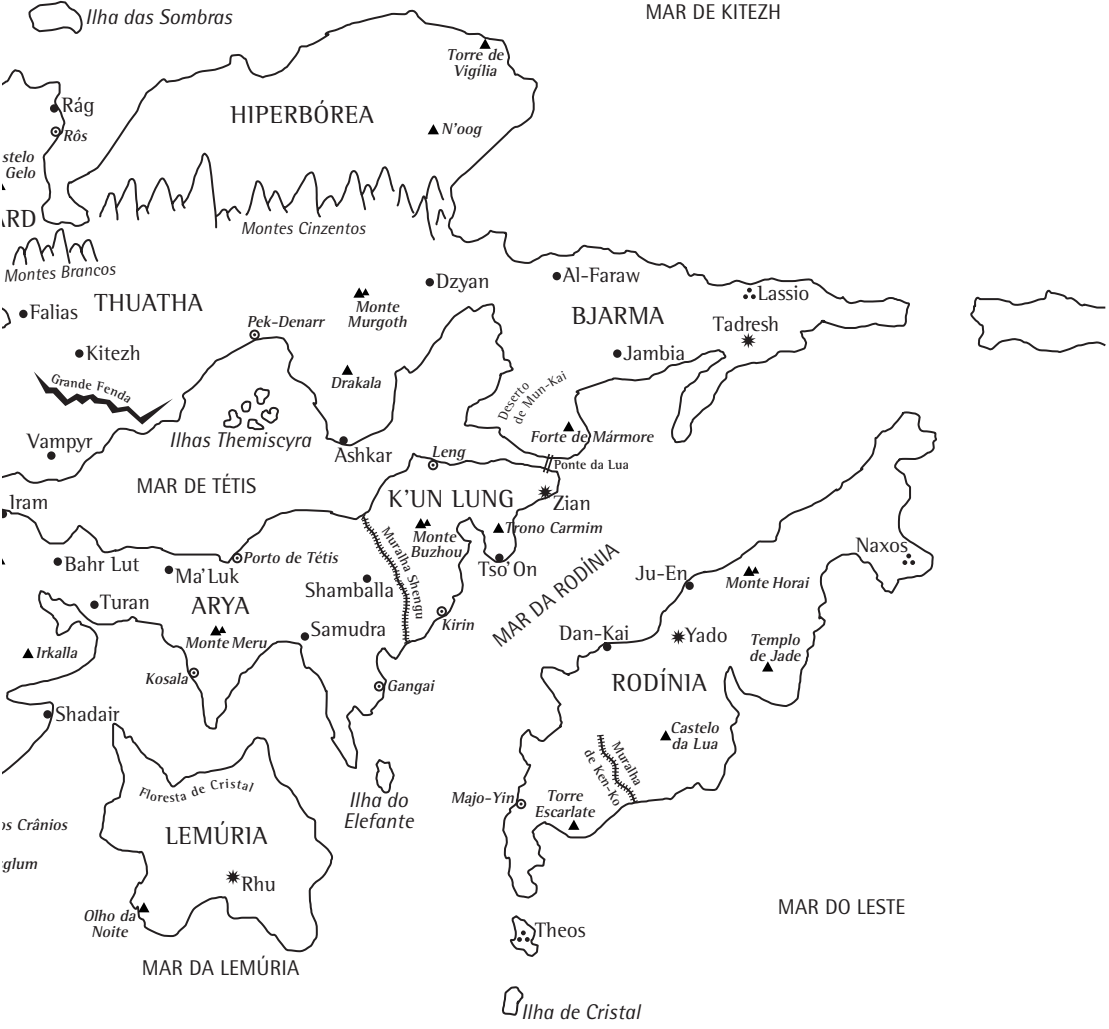 Ilha das Sombras
MAR DE KITEZH
Torre de
Vigília
Rág
HIPERBÓREA
Rôs
N'oog
stelo
Gelo
ARD
Montes Cinzentos
Montes Brancos
Al-Faraw
Dzyan
Lassio
THUATHA
Monte
Murgoth
Falias
BJARMA
Pek-Denarr
Tadresh
Kitezh
Jambia
Drakala
Grande Fenda
Deserto
de Mun-Kai
Ilhas Themiscyra
Forte de Mármore
Vampyr
Ashkar
Leng
Ponte da Lua
MAR DE TÉTIS
K'UN LUNG
Zian
Iram
Trono Carmim
Monte
Buzhou
Muralha Shengu
Naxos
Porto de Tétis
Bahr Lut
Ma'Luk
Tso'On
MAR DA RODÍNIA
Ju-En
Monte Horai
Shamballa
Turan
ARYA
Kirin
Samudra
Dan-Kai
Yado
Monte Meru
Templo
de Jade
Irkalla
Kosala
Gangai
RODÍNIA
Shadair
Castelo
da Lua
Muralha
de Ken-Ko
Floresta de Cristal
Ilha do
Elefante
Majo-Yin
Torre
Escarlate
os Crânios
LEMÚRIA
glum
Rhu
Olho da
Noite
MAR DO LESTE
Theos
MAR DA LEMÚRIA
Ilha de Cristal